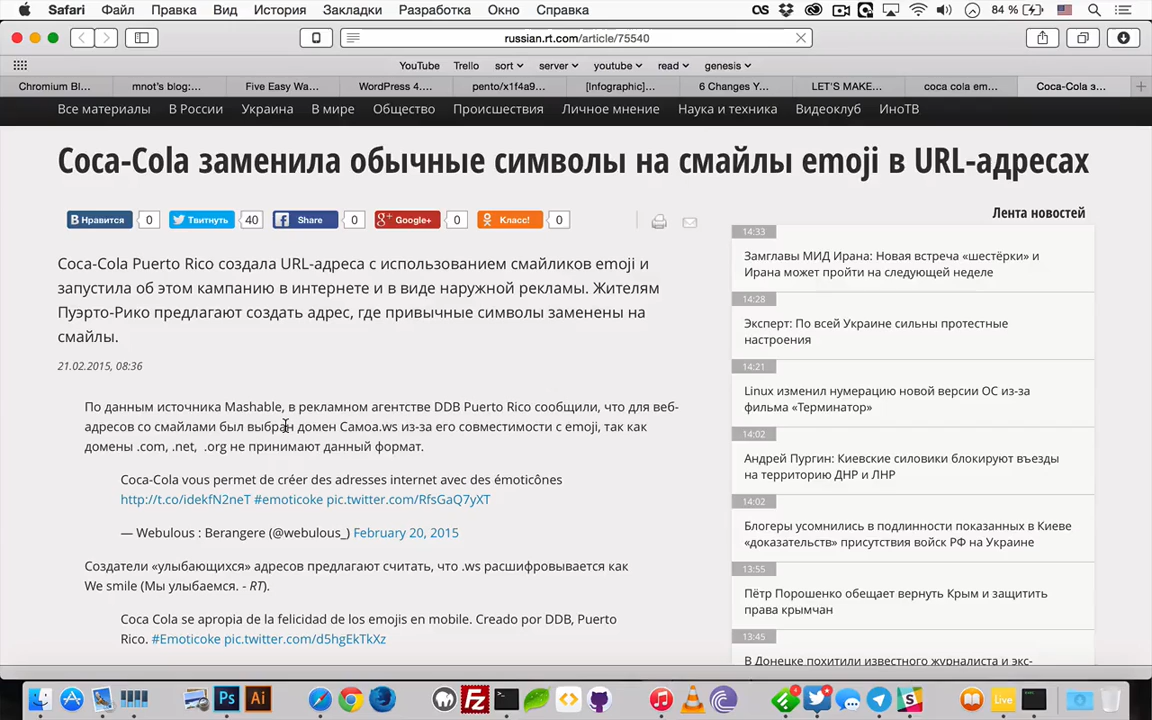 Safari Файл Правка Вид История Закладки Разработка Окно Справка 84 %
russian.rt.com/article/75540
YouTube Trello sort server youtube read genesis
Chromium Bl... mnot's blog:... Five Easy Wa... WordPress 4.... pento/x1f4a9... [Infographic]... 6 Changes Y... LET'S MAKE... coca cola em... Coca-Cola з...
Все материалы В России Украина В мире Общество Происшествия Личное мнение Наука и техника Видеоклуб ИноТВ
Coca-Cola заменила обычные символы на смайлы emoji в URL-адресах
Нравится 0 Твитнуть 40 Share 0 Google+ 0 Класс! 0
Coca-Cola Puerto Rico создала URL-адреса с использованием смайликов emoji и
запустила об этом кампанию в интернете и в виде наружной рекламы. Жителям
Пуэрто-Рико предлагают создать адрес, где привычные символы заменены на
смайлы.
21.02.2015, 08:36
По данным источника Mashable, в рекламном агентстве DDB Puerto Rico сообщили, что для веб-
адресов со смайлами был выбран домен Самоа.ws из-за его совместимости с emoji, так как
домены .com, .net, .org не принимают данный формат.
Coca-Cola vous permet de créer des adresses internet avec des émoticônes
http://t.co/idekfN2neT #emoticoke pic.twitter.com/RfsGaQ7yXT
— Webulous : Berangere (@webulous_) February 20, 2015
Создатели «улыбающихся» адресов предлагают считать, что .ws расшифровывается как
We smile (Мы улыбаемся. - RT).
Coca Cola se apropia de la felicidad de los emojis en mobile. Creado por DDB, Puerto
Rico. #Emoticoke pic.twitter.com/d5hgEkTkXz
Лента новостей
14:33
Замглавы МИД Ирана: Новая встреча «шестёрки» и
Ирана может пройти на следующей неделе
14:28
Эксперт: По всей Украине сильны протестные
настроения
14:21
Linux изменил нумерацию новой версии ОС из-за
фильма «Терминатор»
14:02
Андрей Пургин: Киевские силовики блокируют въезды
на территорию ДНР и ЛНР
14:02
Блогеры усомнились в подлинности показанных в Киеве
«доказательств» присутствия войск РФ на Украине
13:55
Пётр Порошенко обещает вернуть Крым и защитить
права крымчан
13:45
В Донецке похитили известного журналиста и экс-
Ps Ai Fz Live